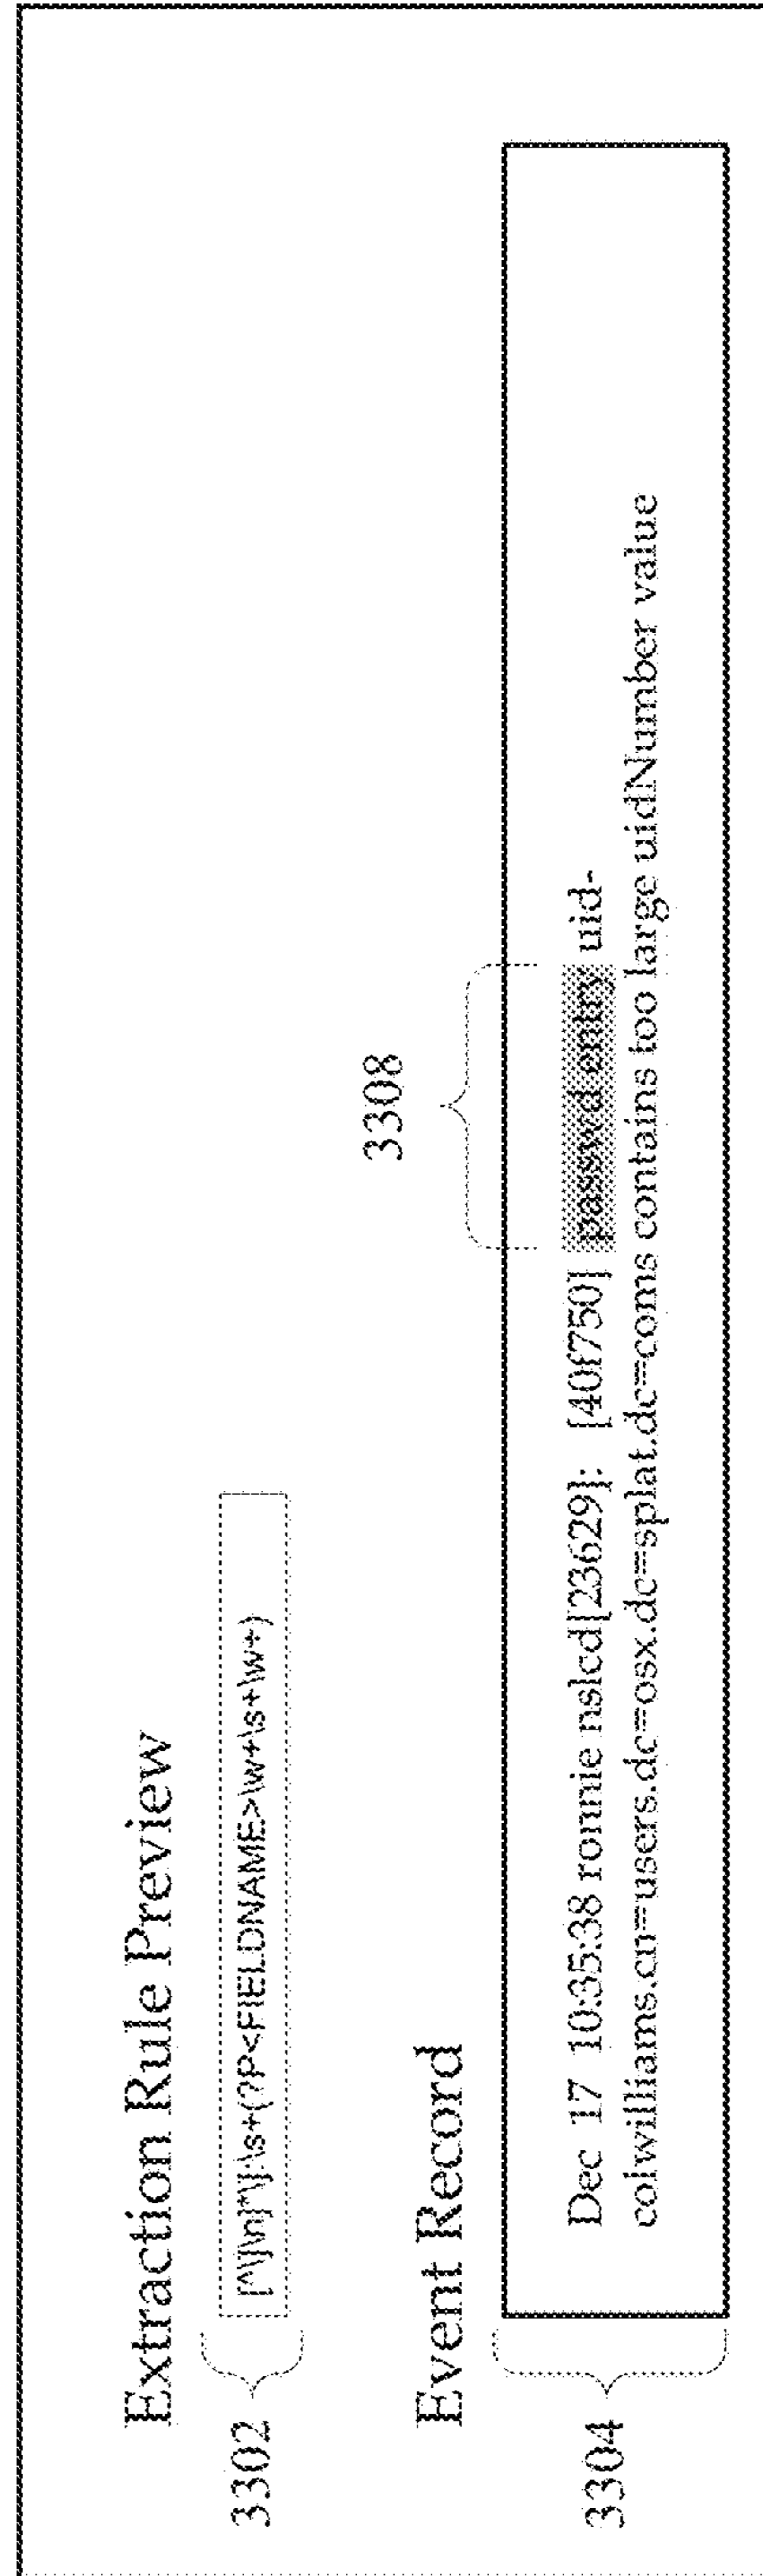 Extraction Rule Preview
3302
[^\]\n]*\]:\s+(?P<FIELDNAME>\w+\s+\w+)
Event Record
3308
3304
Dec 17 10:35:38 ronnie nslcd[23629]: [40f750] passwd entry uid-
colwilliams.cn=users.dc=osx.dc=splat.dc=coms contains too large uidNumber value